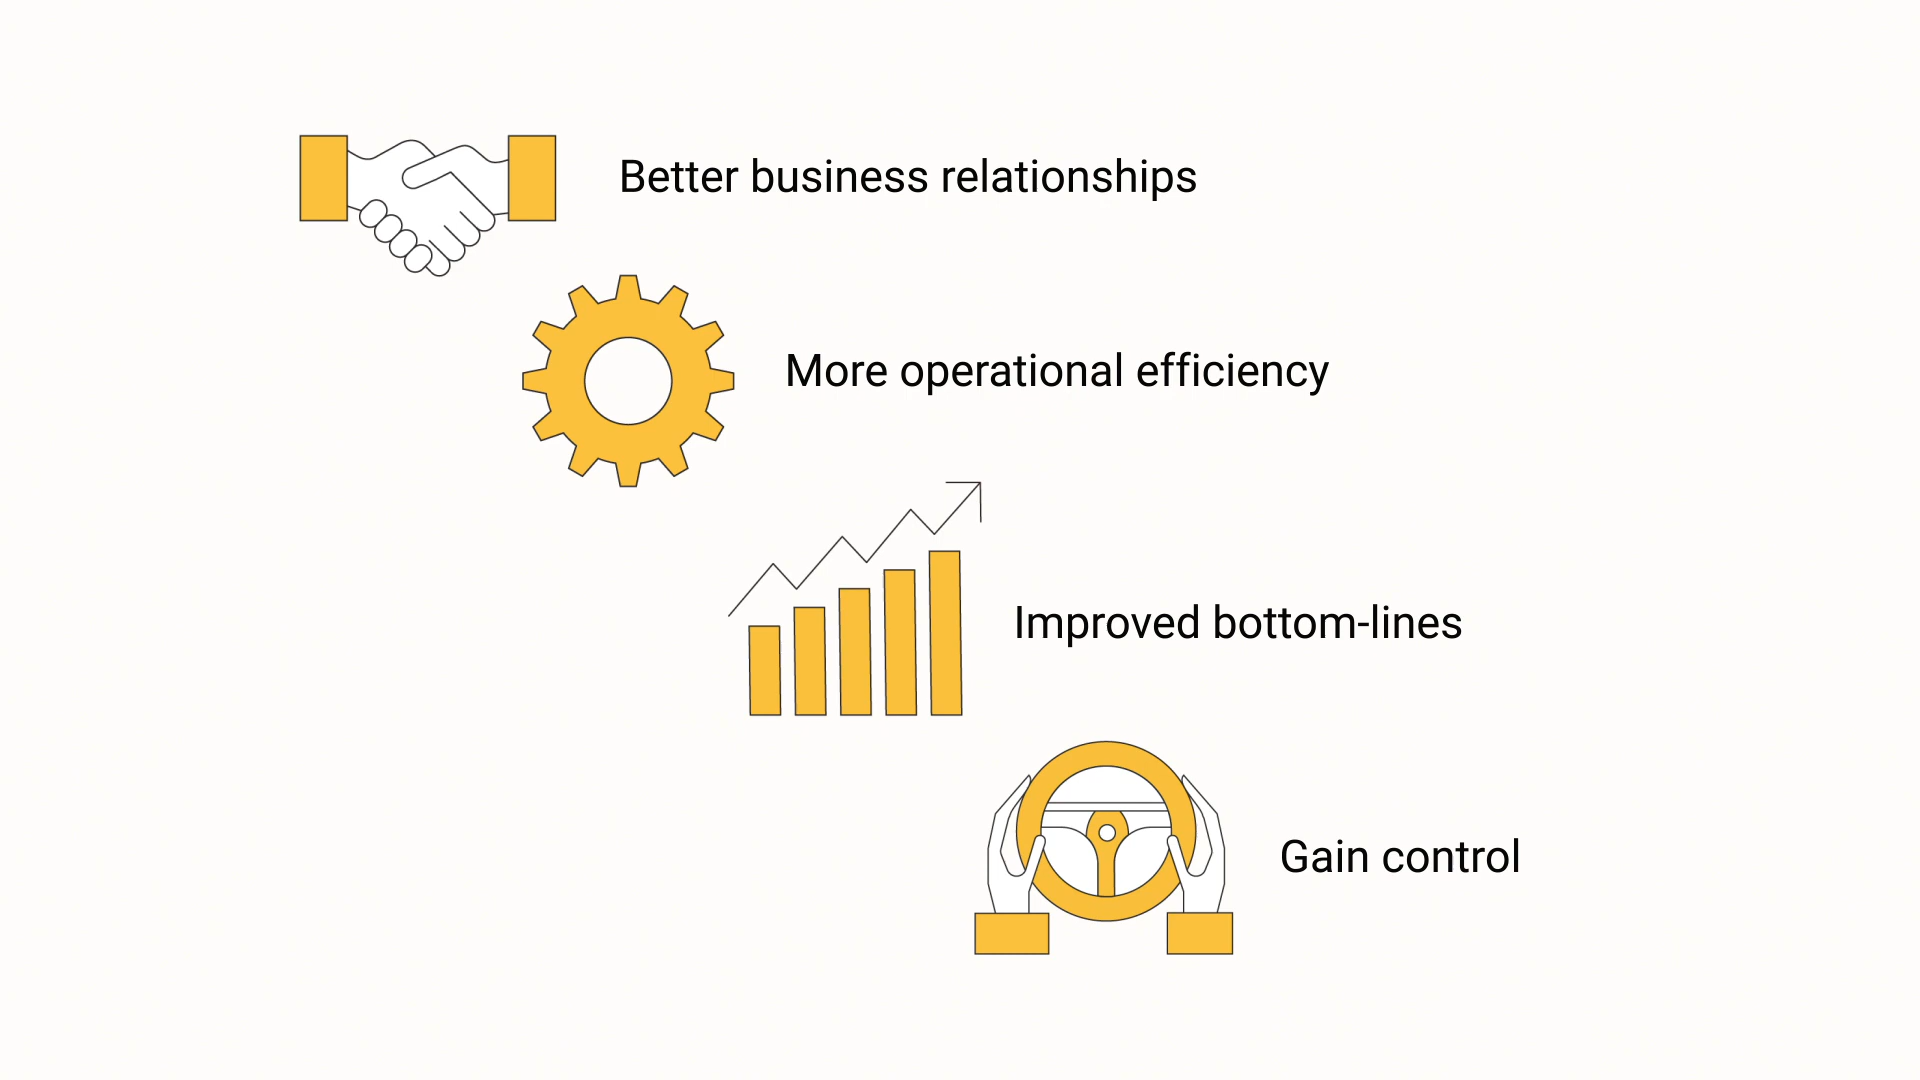 Better business relationships
More operational efficiency
Improved bottom-lines
Gain control